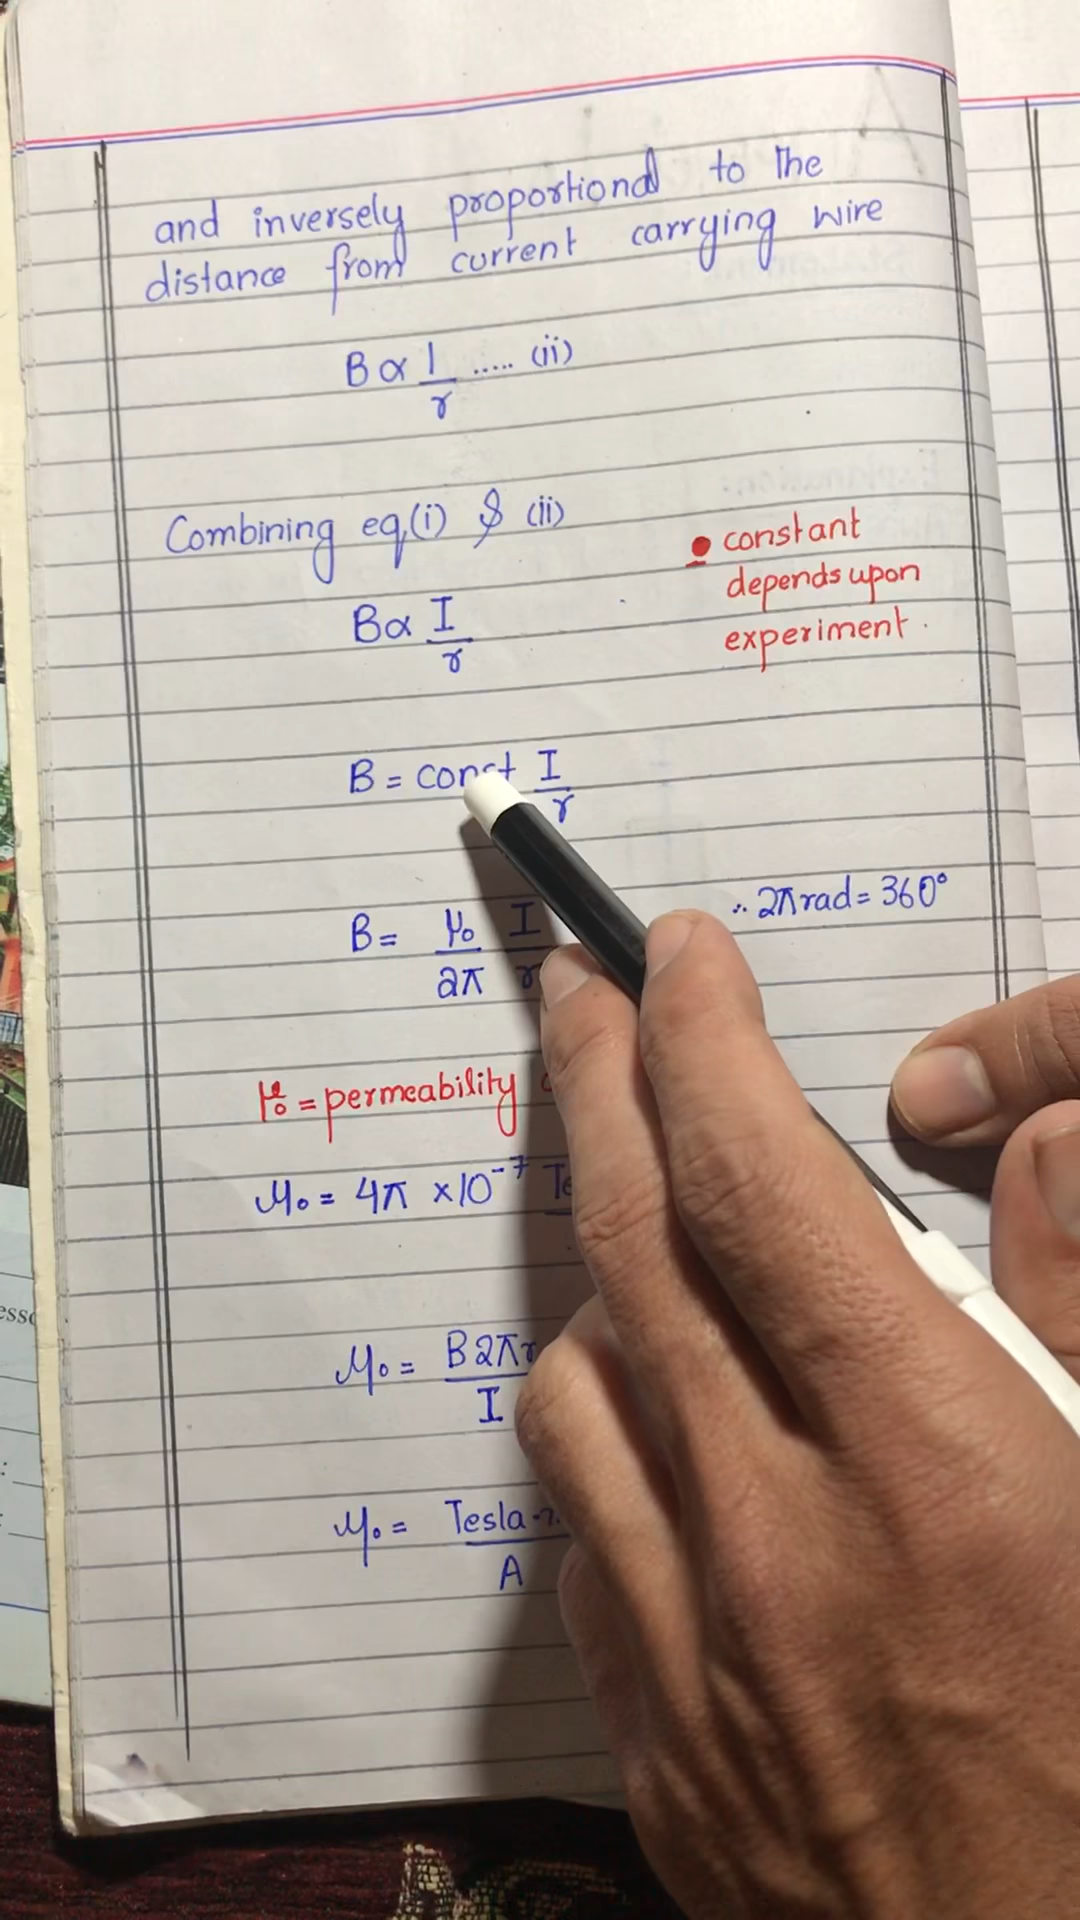 and inversely proportional to the
distance from current carrying wire
B ∝ 1/r ..... (ii)
Combining eq.(i) & (ii)
• constant
depends upon
experiment.
B ∝ I/r
B = const I/r
B = μ₀/2π I/r
∴ 2π rad = 360°
μ₀ = permeability
μ₀ = 4π ×10⁻⁷
μ₀ = B2πr/I
μ₀ = Tesla/A